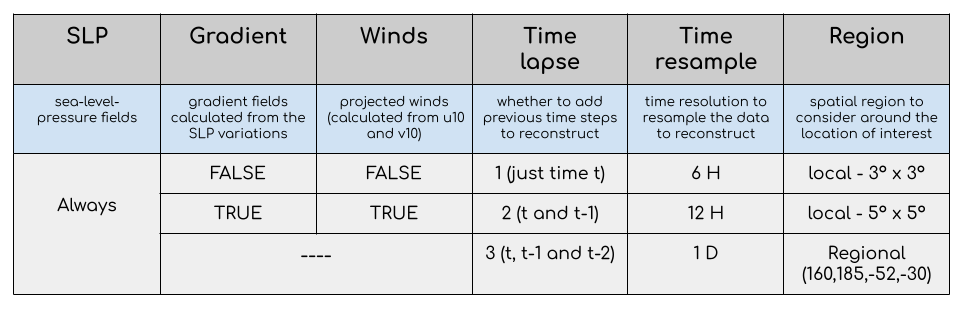 SLP
Gradient
Winds
Time
lapse
Time
resample
Region
sea-level-
pressure fields
gradient fields
calculated from the
SLP variations
projected winds
(calculated from u10
and v10)
whether to add
previous time steps
to reconstruct
time resolution to
resample the data
to reconstruct
spatial region to
consider around the
location of interest
Always
FALSE
FALSE
1 (just time t)
6 H
local - 3º x 3º
TRUE
TRUE
2 (t and t-1)
12 H
local - 5º x 5º
----
3 (t, t-1 and t-2)
1 D
Regional
(160,185,-52,-30)